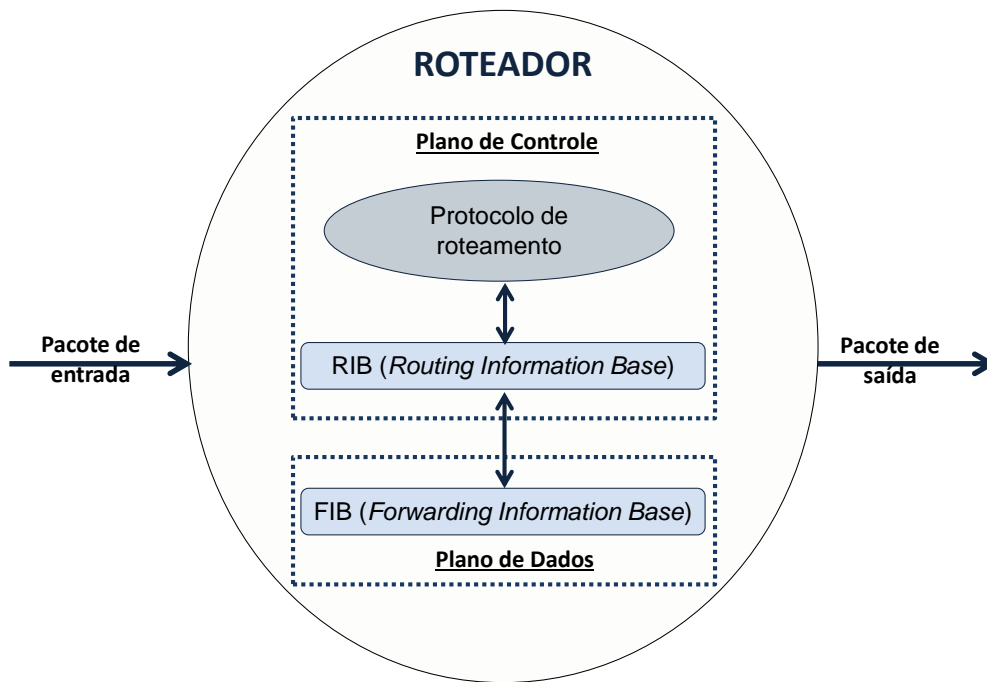 ROTEADOR
Plano de Controle
Protocolo de
roteamento
Pacote de
entrada
RIB (Routing Information Base)
Pacote de
saída
FIB (Forwarding Information Base)
Plano de Dados